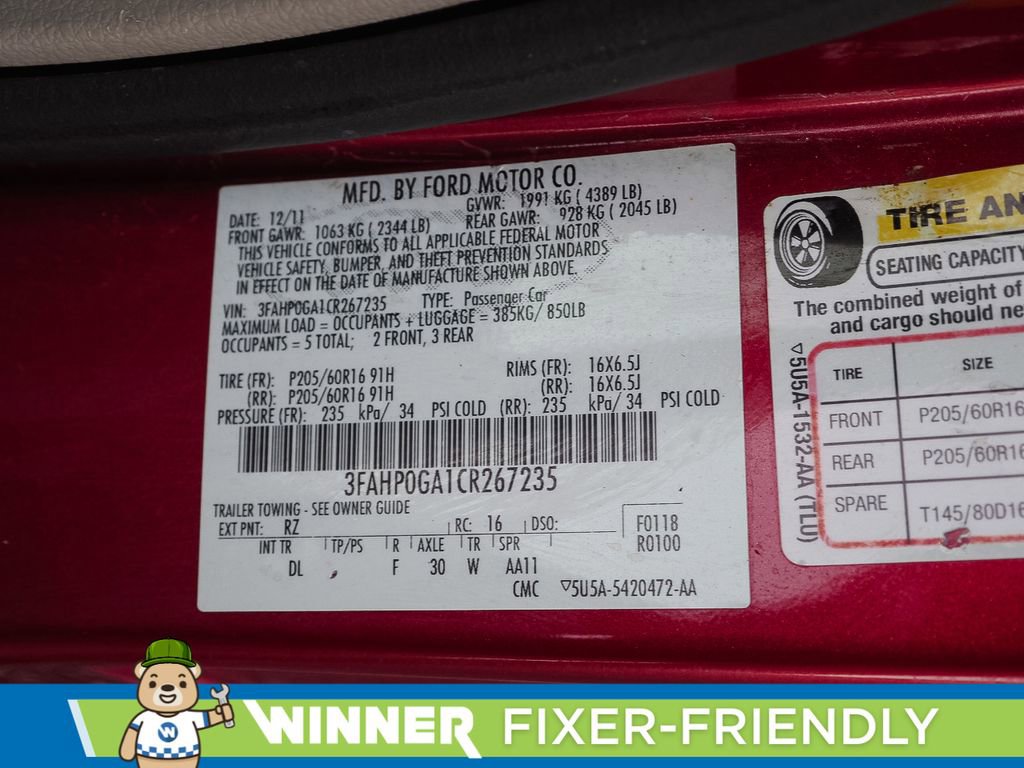 MFD. BY FORD MOTOR CO.
DATE: 12/11 GVWR: 1991 KG ( 4389 LB)
FRONT GAWR: 1063 KG ( 2344 LB) REAR GAWR: 928 KG ( 2045 LB)
THIS VEHICLE CONFORMS TO ALL APPLICABLE FEDERAL MOTOR
VEHICLE SAFETY, BUMPER, AND THEFT PREVENTION STANDARDS
IN EFFECT ON THE DATE OF MANUFACTURE SHOWN ABOVE.
VIN: 3FAHP0GA1CR267235 TYPE: Passenger Car
MAXIMUM LOAD = OCCUPANTS + LUGGAGE = 385KG/ 850LB
OCCUPANTS = 5 TOTAL; 2 FRONT, 3 REAR
TIRE (FR): P205/60R16 91H RIMS (FR): 16X6.5J
(RR): P205/60R16 91H (RR): 16X6.5J
PRESSURE (FR): 235 kPa/ 34 PSI COLD (RR): 235 kPa/ 34 PSI COLD
3FAHP0GA1CR267235
TRAILER TOWING - SEE OWNER GUIDE
EXT PNT: RZ RC: 16 DSO: F0118
R0100
INT TR TP/PS R AXLE TR SPR
DL F 30 W AA11
CMC ▽5U5A-5420472-AA
TIRE AN
SEATING CAPACITY
The combined weight of
and cargo should ne
▽5U5A-1532-AA (TLU)
TIRE SIZE
FRONT P205/60R16
REAR P205/60R16
SPARE T145/80D16
W
WINNER FIXER-FRIENDLY